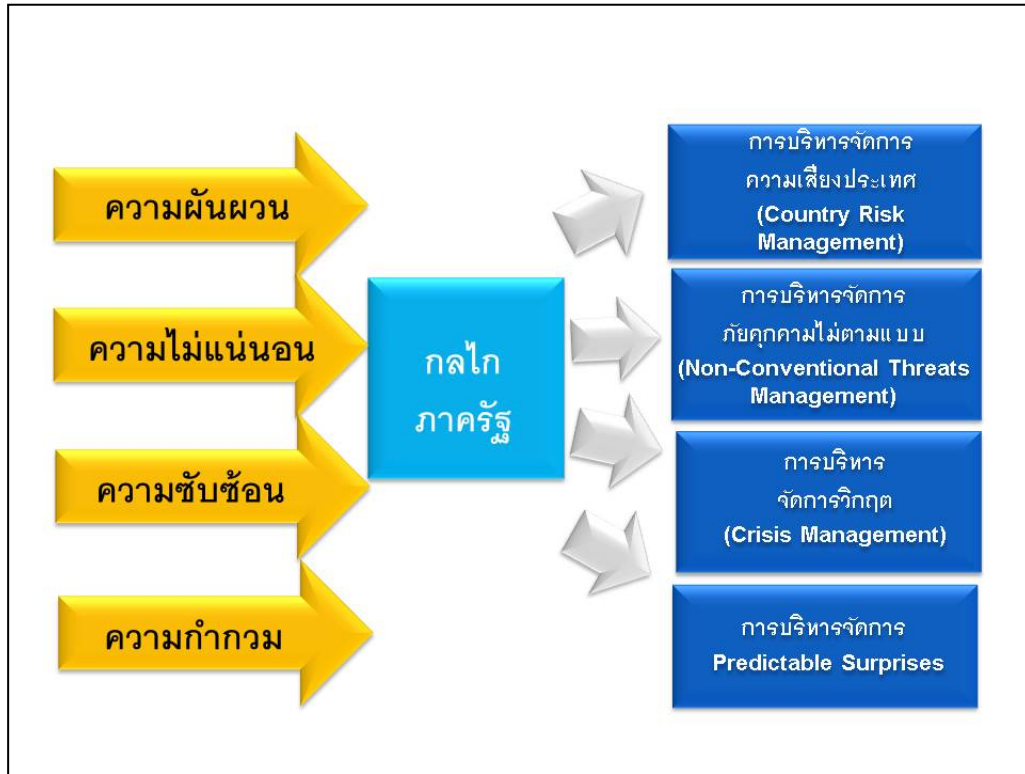 ความผันผวน
ความไม่แน่นอน
ความซับซ้อน
ความกำกวม
กลไก
ภาครัฐ
การบริหารจัดการ
ความเสี่ยงประเทศ
(Country Risk
Management)
การบริหารจัดการ
ภัยคุกคามไม่ตามแบบ
(Non-Conventional Threats
Management)
การบริหาร
จัดการวิกฤต
(Crisis Management)
การบริหารจัดการ
Predictable Surprises